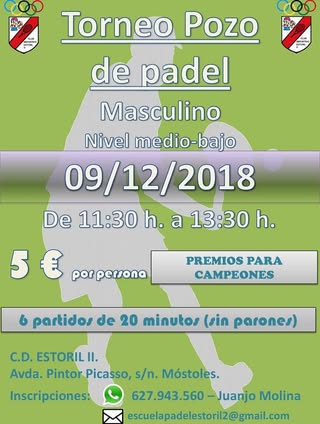 Torneo Pozo
de padel
Masculino
Nivel medio-bajo
09/12/2018
De 11:30 h. a 13:30 h.
5 € por persona
PREMIOS PARA
CAMPEONES
6 partidos de 20 minutos (sin parones)
C.D. ESTORIL II.
Avda. Pintor Picasso, s/n. Móstoles.
Inscripciones: 627.943.560 – Juanjo Molina
escuelapadelestoril2@gmail.com